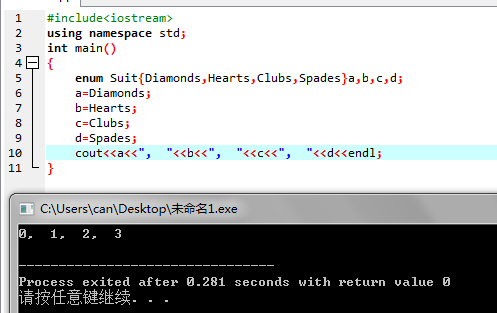 1 #include<iostream>
2 using namespace std;
3 int main()
4 {
5 enum Suit{Diamonds,Hearts,Clubs,Spades}a,b,c,d;
6 a=Diamonds;
7 b=Hearts;
8 c=Clubs;
9 d=Spades;
10 cout<<a<<",  "<<b<<",  "<<c<<",  "<<d<<endl;
11 }
C:\Users\can\Desktop\未命名1.exe
0,  1,  2,  3
--------------------------------
Process exited after 0.281 seconds with return value 0
请按任意键继续. . .